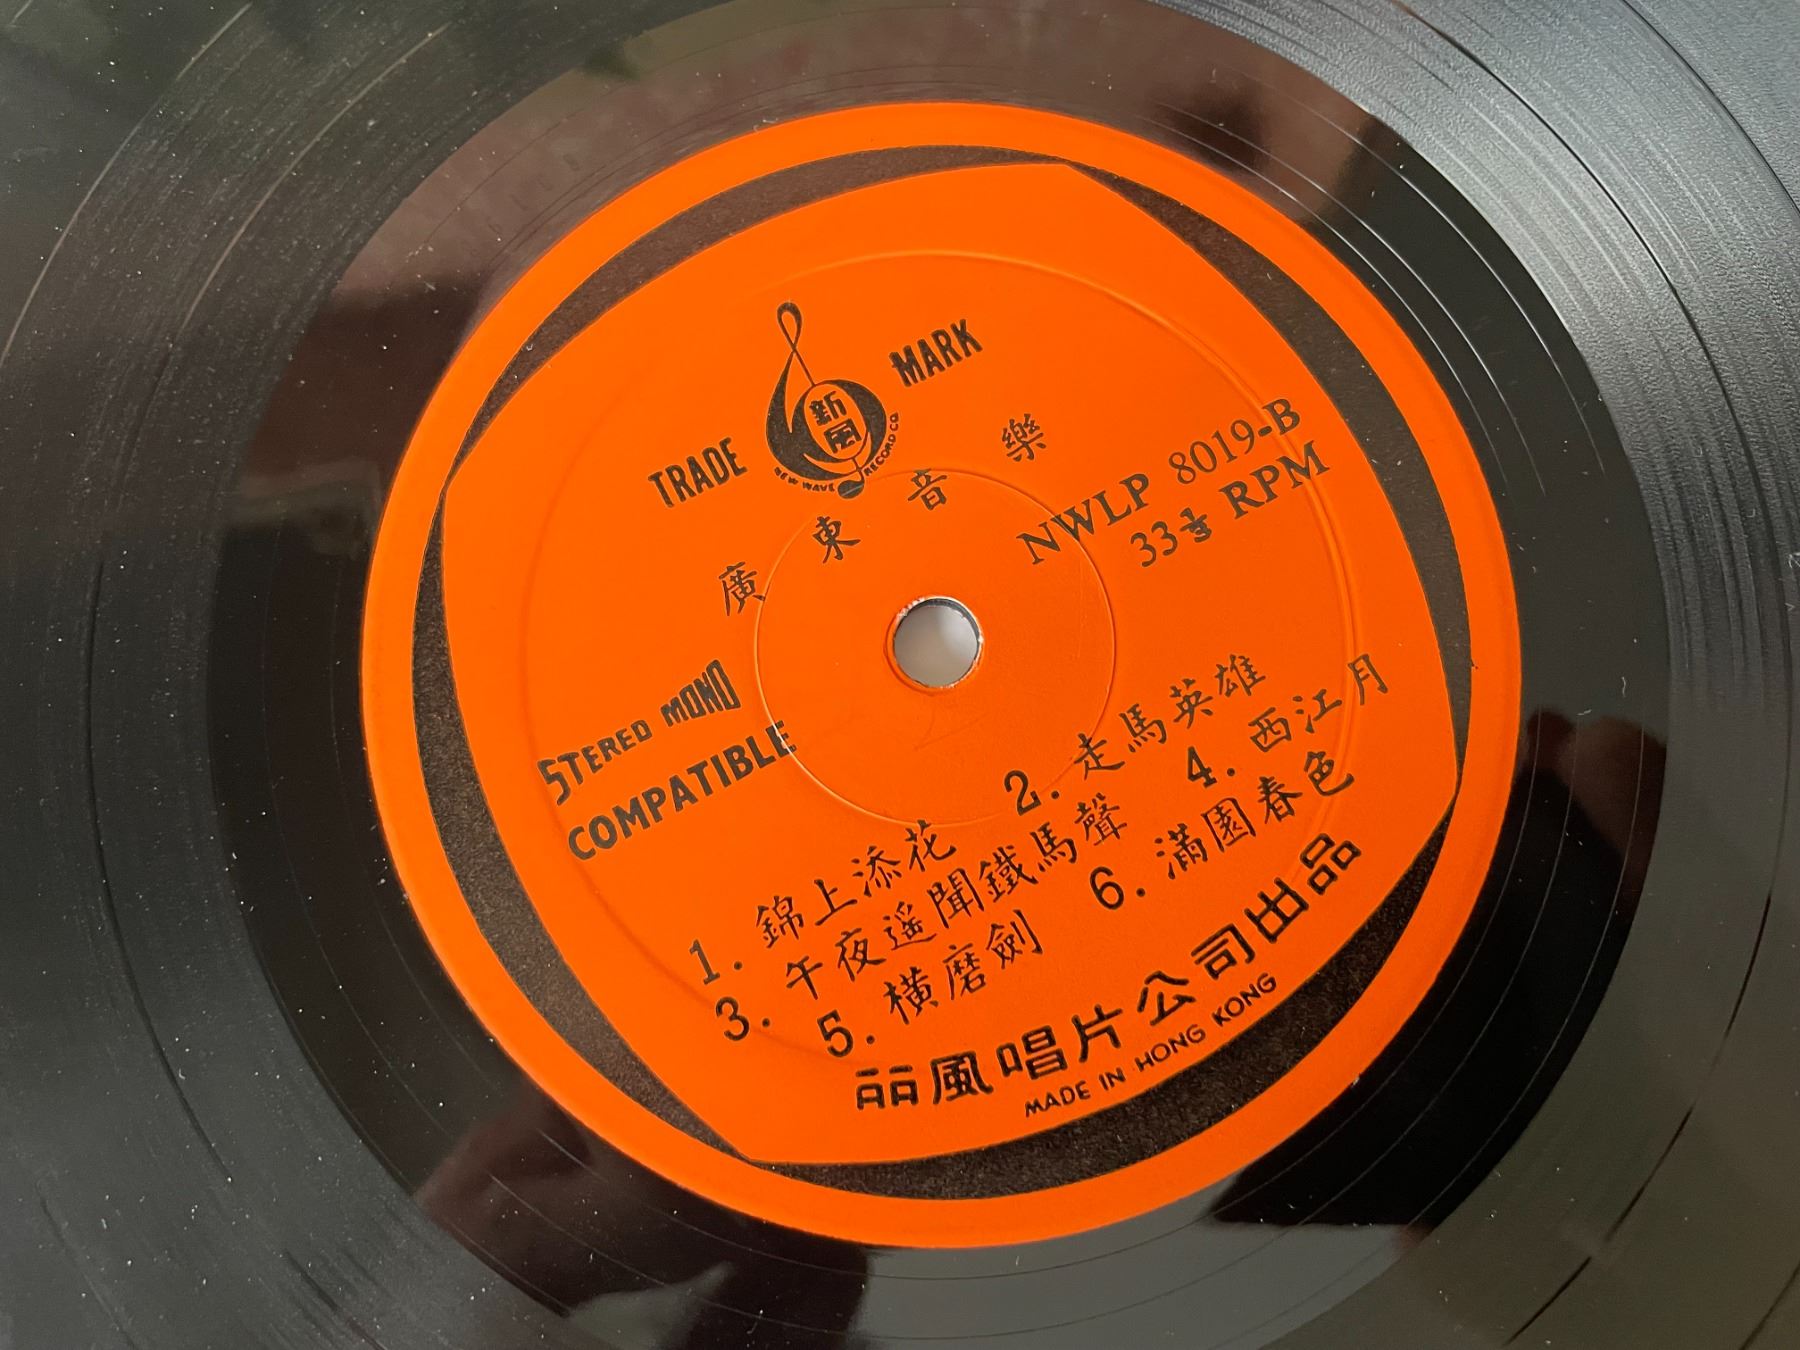 TRADE MARK
新風
NEW WAVE RECORD CO.
廣東音樂
NWLP 8019-B
33⅓ RPM
STEREO MONO
COMPATIBLE
1. 錦上添花 2. 走馬英雄
3. 午夜遥聞鐵馬聲 4. 西江月
5. 橫磨劍 6. 滿園春色
風唱片公司出品
MADE IN HONG KONG